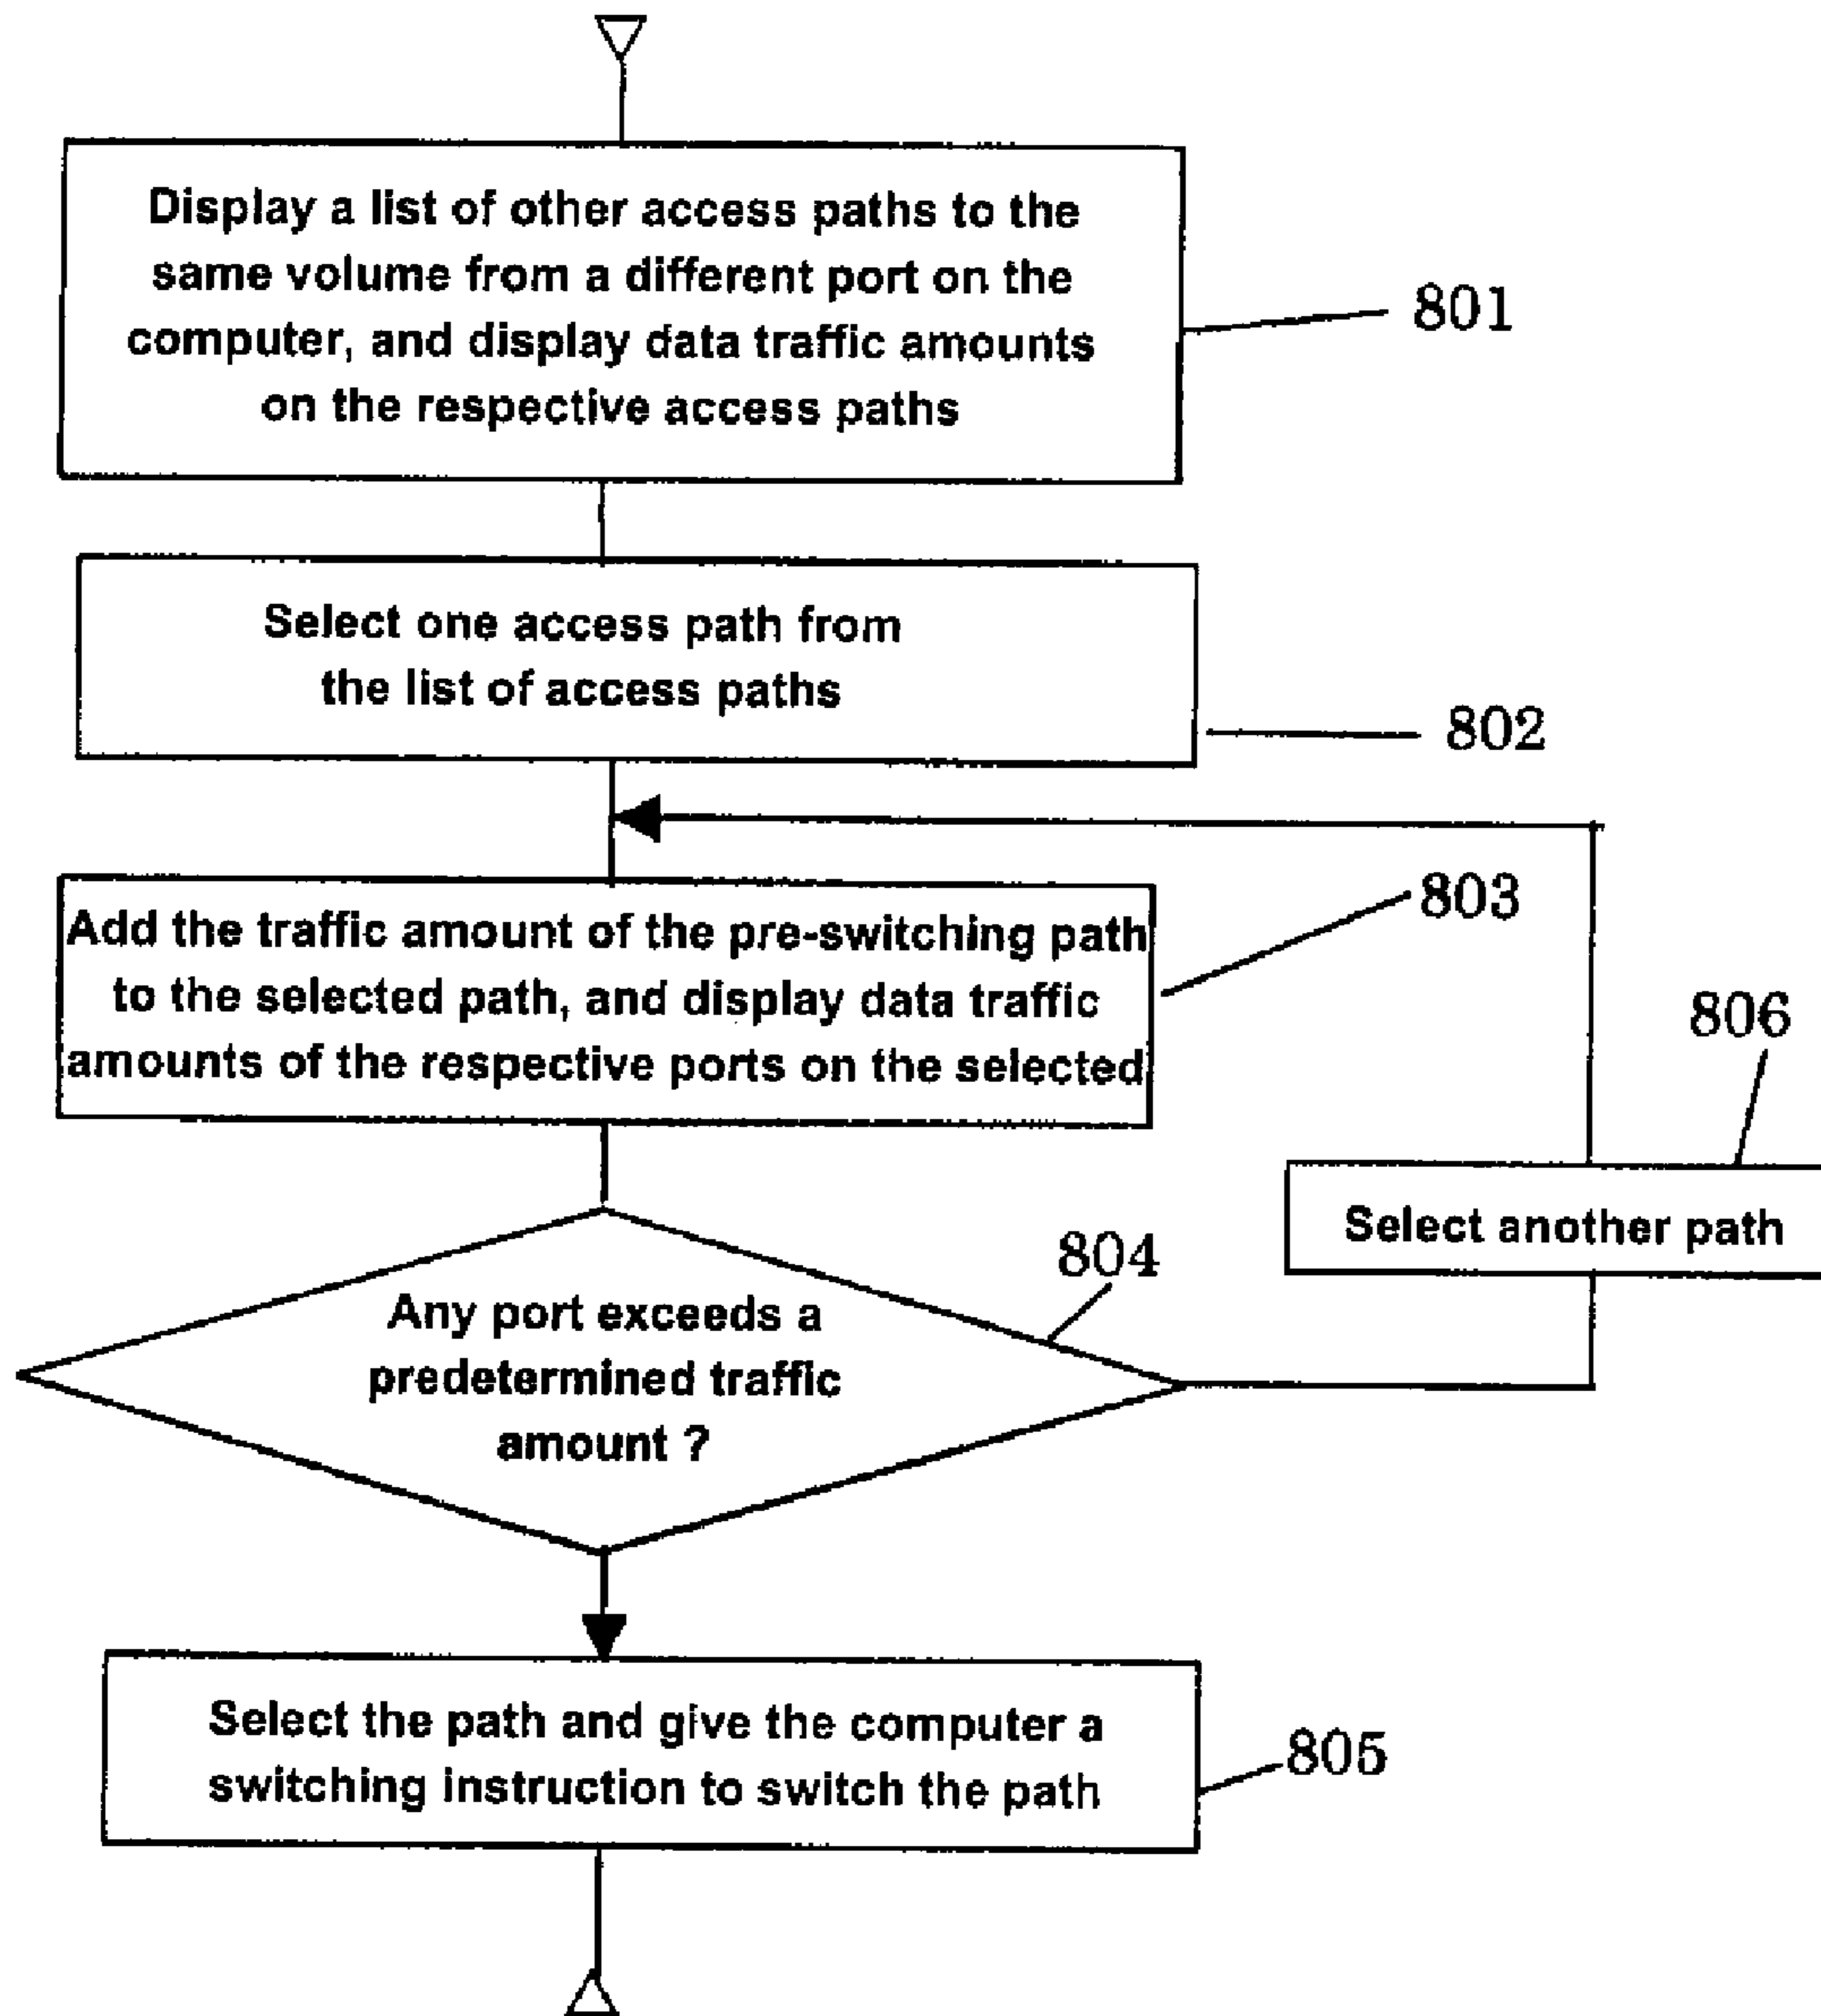 Display a list of other access paths to the
same volume from a different port on the
computer, and display data traffic amounts
on the respective access paths
801
Select one access path from
the list of access paths
802
Add the traffic amount of the pre-switching path
to the selected path, and display data traffic
amounts of the respective ports on the selected
803
806
Select another path
804
Any port exceeds a
predetermined traffic
amount ?
Select the path and give the computer a
switching instruction to switch the path
805